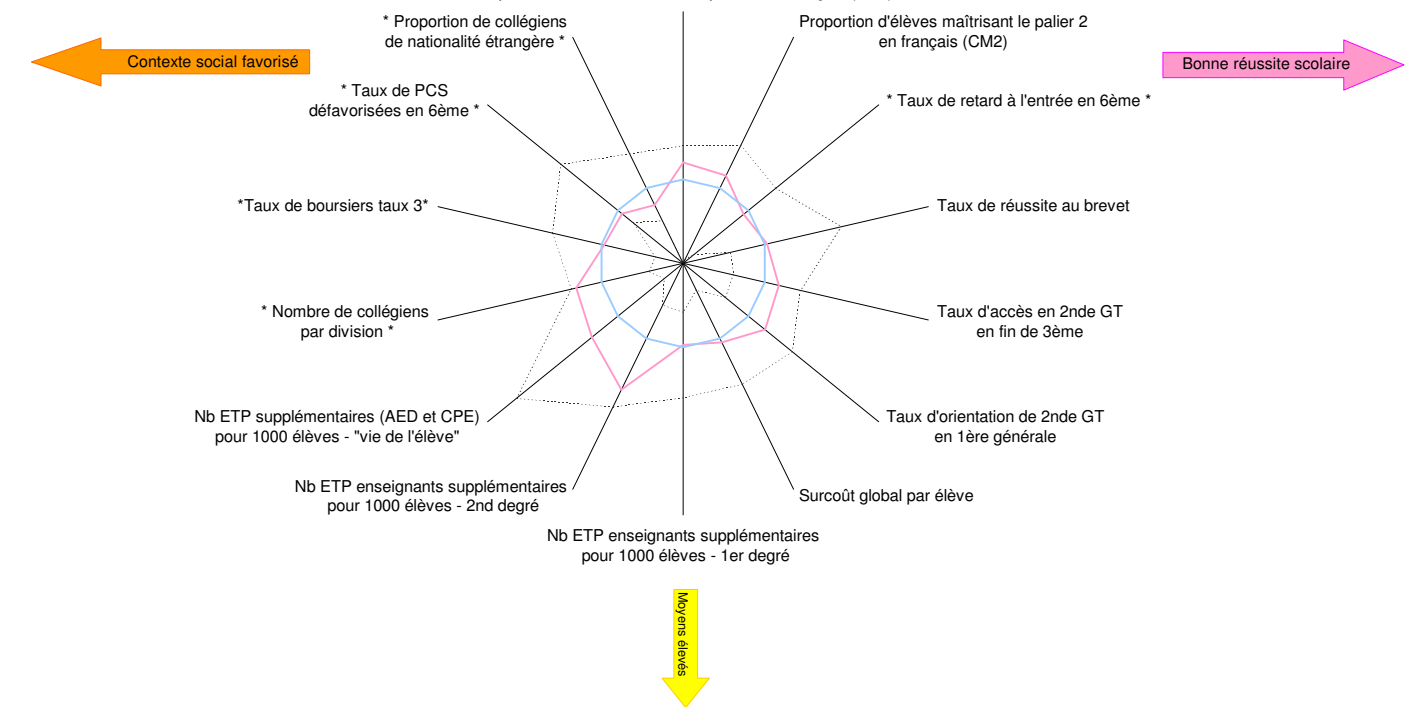 * Proportion de collégiens
de nationalité étrangère *
Proportion d'élèves maîtrisant le palier 2
en français (CM2)
Contexte social favorisé
Bonne réussite scolaire
* Taux de PCS
défavorisées en 6ème *
* Taux de retard à l'entrée en 6ème *
*Taux de boursiers taux 3*
Taux de réussite au brevet
* Nombre de collégiens
par division *
Taux d'accès en 2nde GT
en fin de 3ème
Nb ETP supplémentaires (AED et CPE)
pour 1000 élèves - "vie de l'élève"
Taux d'orientation de 2nde GT
en 1ère générale
Nb ETP enseignants supplémentaires
pour 1000 élèves - 2nd degré
Surcoût global par élève
Nb ETP enseignants supplémentaires
pour 1000 élèves - 1er degré
Moyens élevés